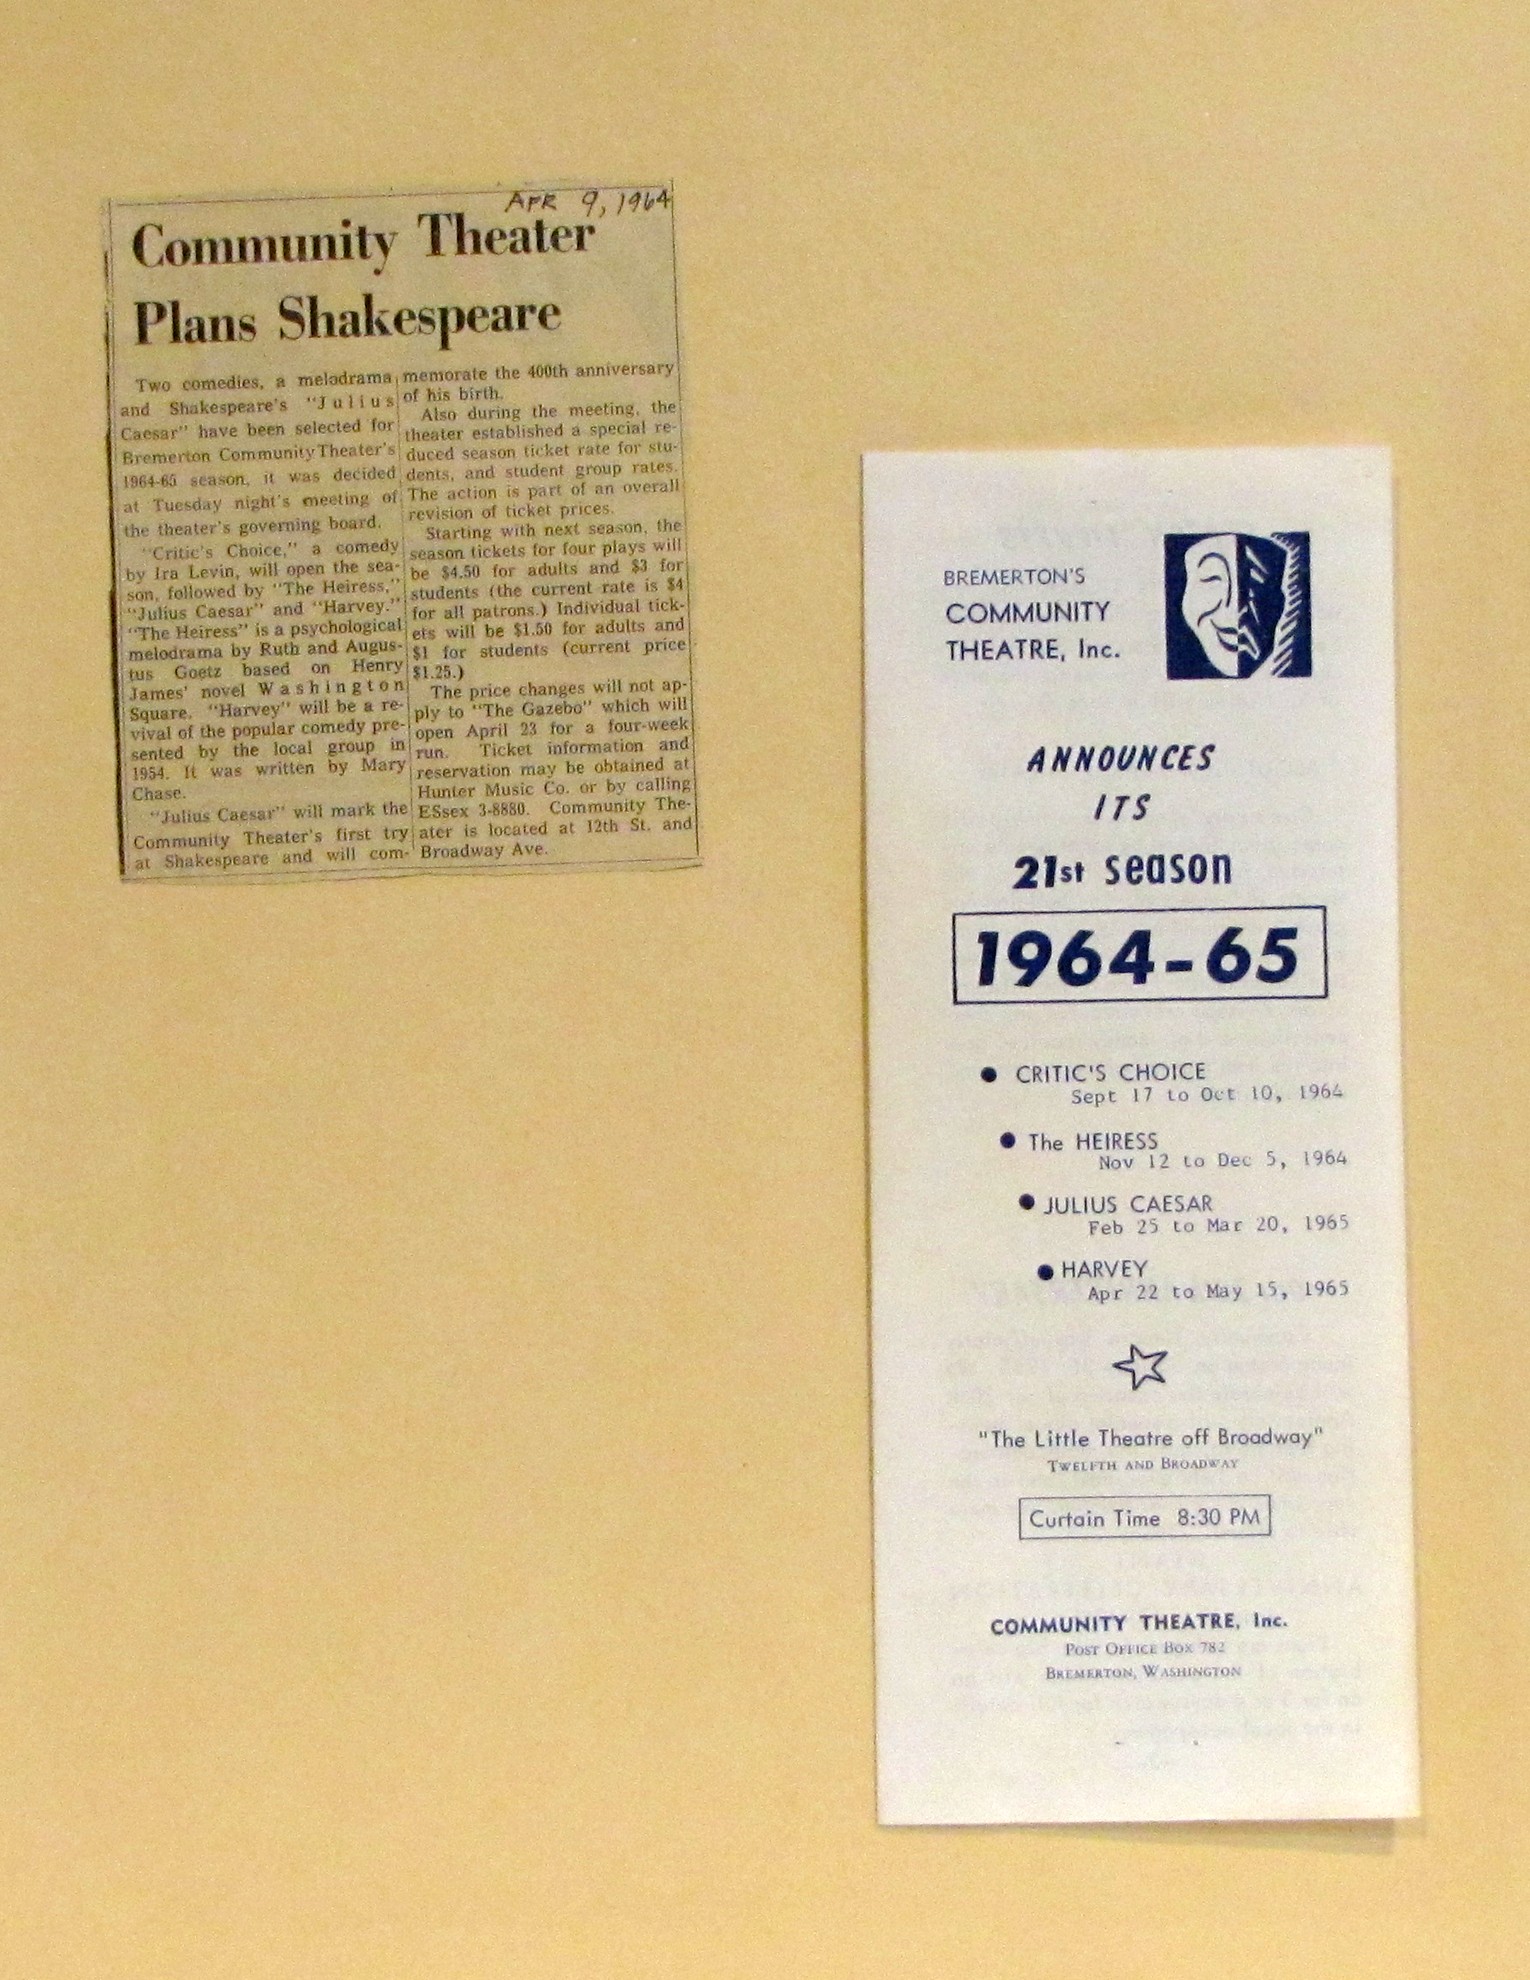 APR 9, 1964
Community Theater
Plans Shakespeare
Two comedies, a melodrama
and Shakespeare's "Julius
Caesar" have been selected for
Bremerton Community Theater's
1964-65 season, it was decided
at Tuesday night's meeting of
the theater's governing board.
"Critic's Choice," a comedy
by Ira Levin, will open the sea-
son, followed by "The Heiress,"
"Julius Caesar" and "Harvey."
"The Heiress" is a psychological
melodrama by Ruth and Augus-
tus Goetz based on Henry
James' novel Washington
Square. "Harvey" will be a re-
vival of the popular comedy pre-
sented by the local group in
1954. It was written by Mary
Chase.
"Julius Caesar" will mark the
Community Theater's first try
at Shakespeare and will com-
memorate the 400th anniversary
of his birth.
Also during the meeting, the
theater established a special re-
duced season ticket rate for stu-
dents, and student group rates.
The action is part of an overall
revision of ticket prices.
Starting with next season, the
season tickets for four plays will
be $4.50 for adults and $3 for
students (the current rate is $4
for all patrons.) Individual tick-
ets will be $1.50 for adults and
$1 for students (current price
$1.25.)
The price changes will not ap-
ply to "The Gazebo" which will
open April 23 for a four-week
run. Ticket information and
reservation may be obtained at
Hunter Music Co. or by calling
ESsex 3-8880. Community The-
ater is located at 12th St. and
Broadway Ave.
BREMERTON'S
COMMUNITY
THEATRE, Inc.
ANNOUNCES
ITS
21st season
1964-65
CRITIC'S CHOICE
Sept 17 to Oct 10, 1964
The HEIRESS
Nov 12 to Dec 5, 1964
JULIUS CAESAR
Feb 25 to Mar 20, 1965
HARVEY
Apr 22 to May 15, 1965
"The Little Theatre off Broadway"
TWELFTH AND BROADWAY
Curtain Time 8:30 PM
COMMUNITY THEATRE, Inc.
POST OFFICE BOX 782
BREMERTON, WASHINGTON